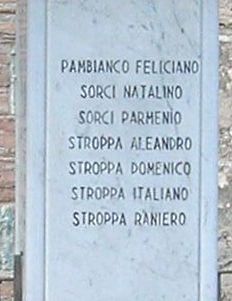 PAMBIANCO FELICIANO
SORCI NATALINO
SORCI PARMENIO
STROPPA ALEANDRO
STROPPA DOMENICO
STROPPA ITALIANO
STROPPA RANIERO